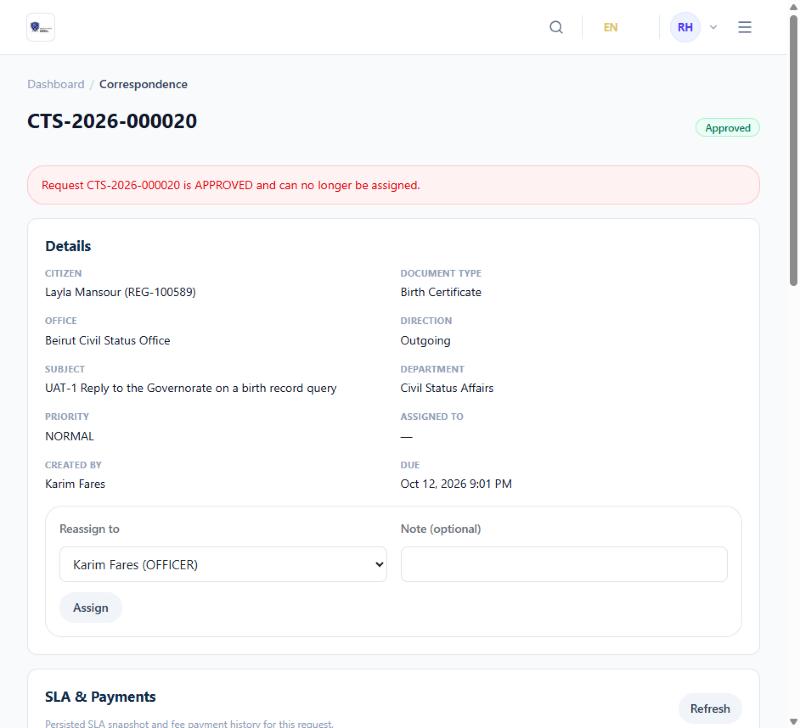 EN
RH
Dashboard / Correspondence
CTS-2026-000020
Approved
Request CTS-2026-000020 is APPROVED and can no longer be assigned.
Details
CITIZEN
Layla Mansour (REG-100589)
DOCUMENT TYPE
Birth Certificate
OFFICE
Beirut Civil Status Office
DIRECTION
Outgoing
SUBJECT
UAT-1 Reply to the Governorate on a birth record query
DEPARTMENT
Civil Status Affairs
PRIORITY
NORMAL
ASSIGNED TO
—
CREATED BY
Karim Fares
DUE
Oct 12, 2026 9:01 PM
Reassign to
Note (optional)
Karim Fares (OFFICER)
Assign
SLA & Payments
Refresh
Persisted SLA snapshot and fee payment history for this request.